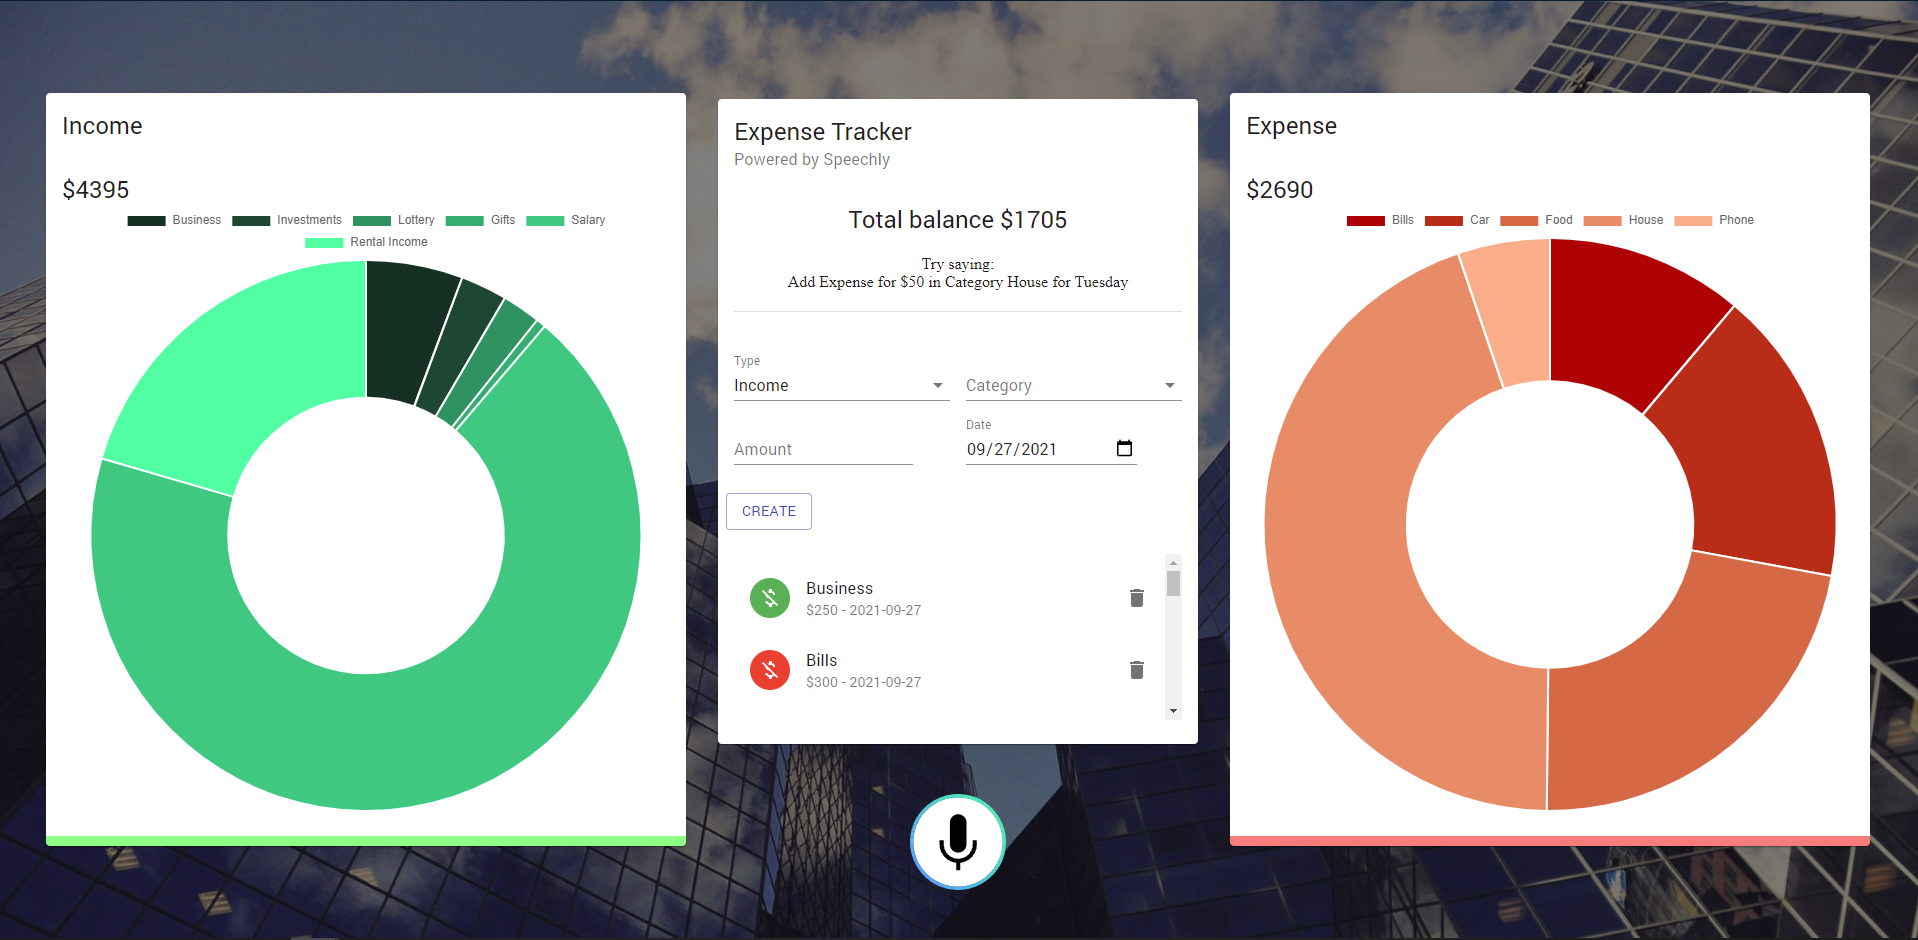 Income
$4395
Business Investments Lottery Gifts Salary
Rental Income
Expense Tracker
Powered by Speechly
Total balance $1705
Try saying:
Add Expense for $50 in Category House for Tuesday
Type
Income
Category
Amount
Date
09/27/2021
CREATE
Business
$250 - 2021-09-27
Bills
$300 - 2021-09-27
Expense
$2690
Bills Car Food House Phone